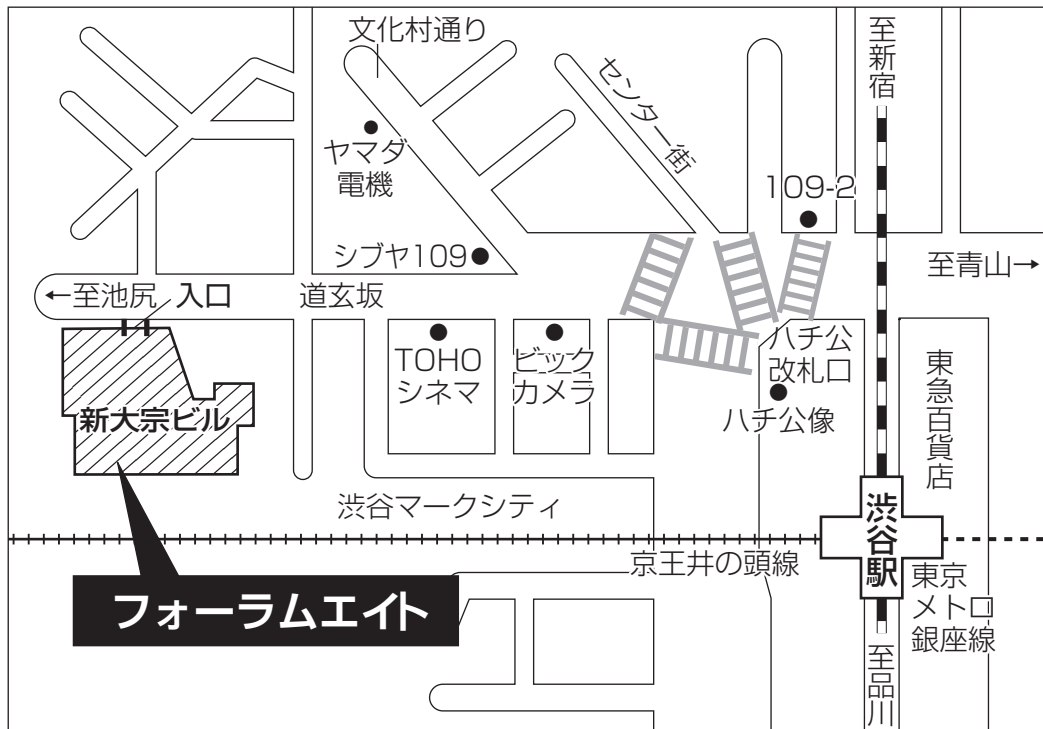 文化村通り
至新宿
センター街
ヤマダ
電機
109-2
シブヤ109
至青山→
←至池尻
入口
道玄坂
TOHO
シネマ
ビック
カメラ
ハチ公
改札口
ハチ公像
東急百貨店
新大宗ビル
渋谷マークシティ
渋谷駅
京王井の頭線
東京
メトロ
銀座線
フォーラムエイト
至品川